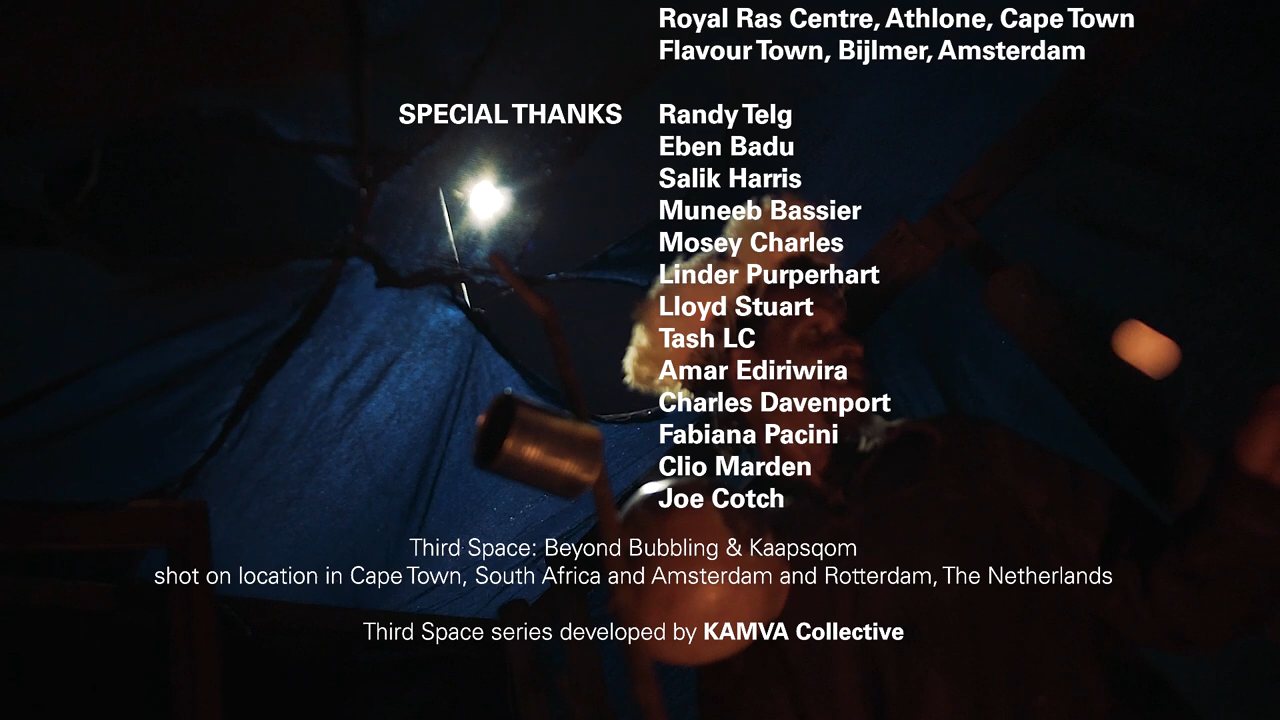 Royal Ras Centre, Athlone, Cape Town
Flavour Town, Bijlmer, Amsterdam
SPECIAL THANKS Randy Telg
Eben Badu
Salik Harris
Muneeb Bassier
Mosey Charles
Linder Purperhart
Lloyd Stuart
Tash LC
Amar Ediriwira
Charles Davenport
Fabiana Pacini
Clio Marden
Joe Cotch
Third Space: Beyond Bubbling & Kaapsqom
shot on location in Cape Town, South Africa and Amsterdam and Rotterdam, The Netherlands
Third Space series developed by KAMVA Collective